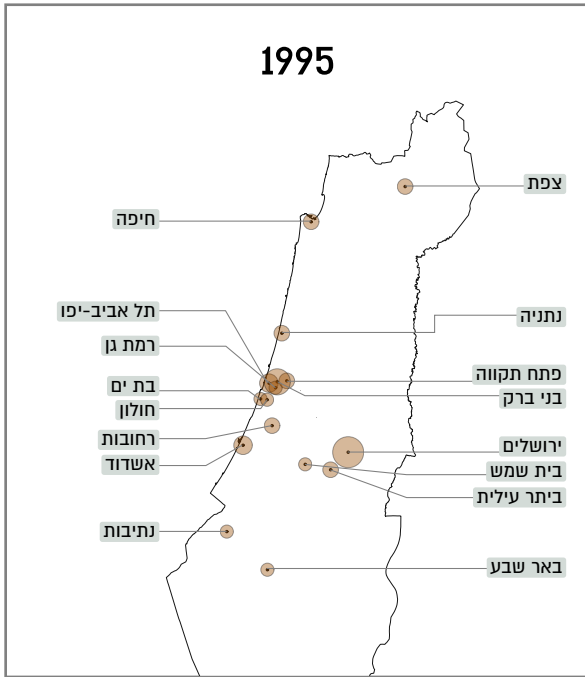 1995
צפת
חיפה
נתניה
תל אביב-יפו
רמת גן
פתח תקווה
בני ברק
בת ים
חולון
רחובות
אשדוד
ירושלים
בית שמש
ביתר עילית
נתיבות
באר שבע